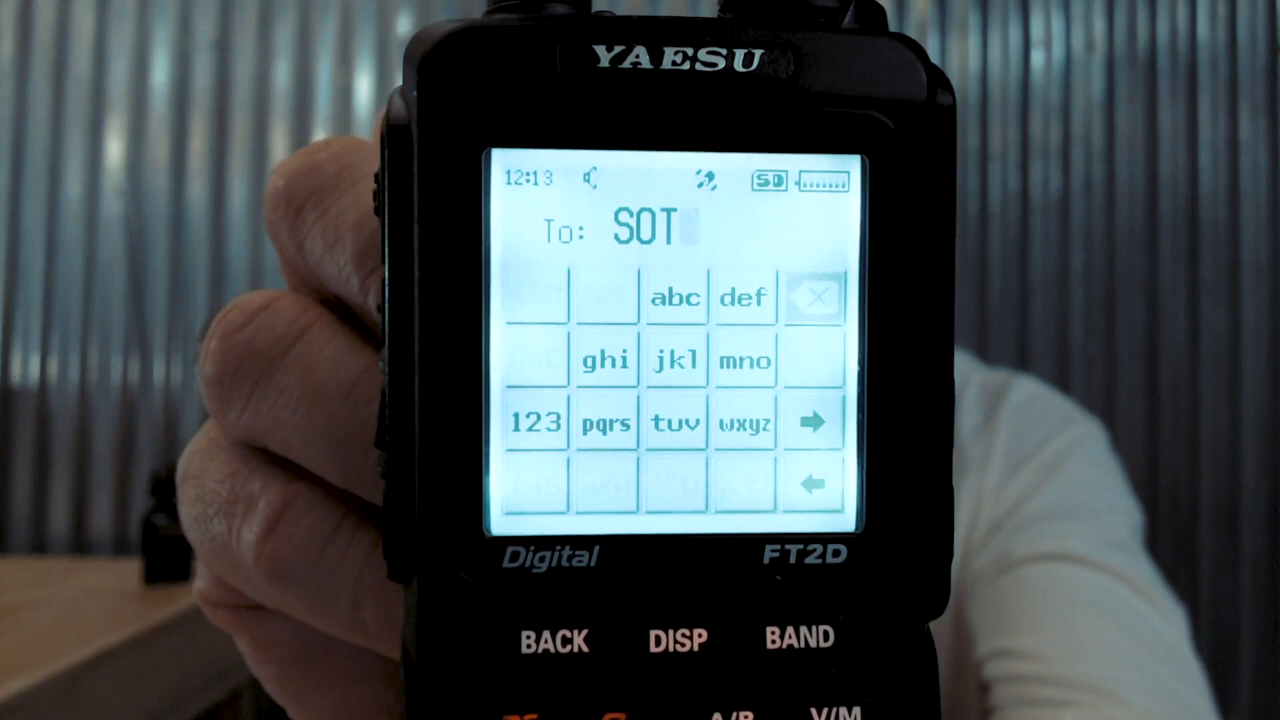 YAESU
12:13 SD
To: SOT
abc def
ghi jkl mno
123 pqrs tuv wxyz
Digital FT2D
BACK DISP BAND
A/B V/M